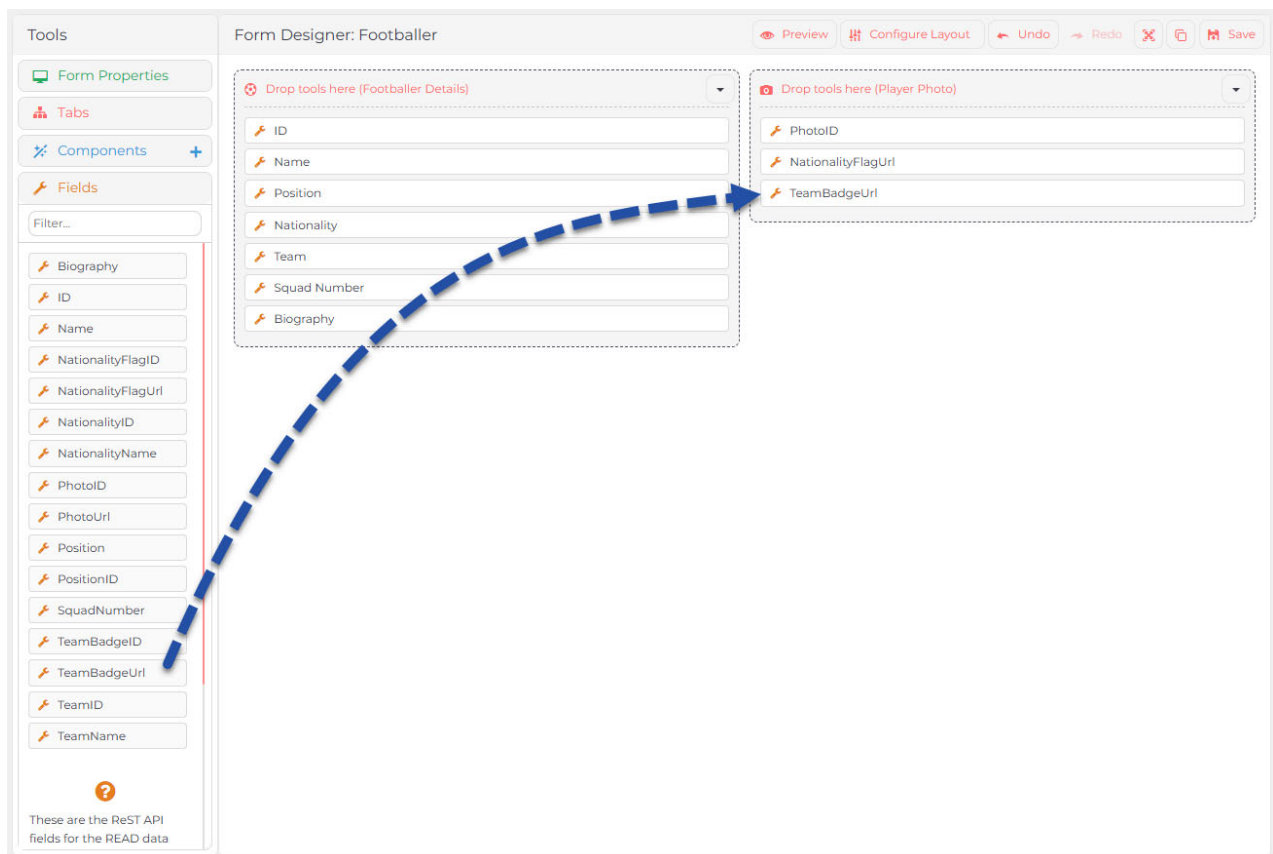 Tools
Form Properties
Tabs
Components
Fields
Filter...
Biography
ID
Name
NationalityFlagID
NationalityFlagUrl
NationalityID
NationalityName
PhotoID
PhotoUrl
Position
PositionID
SquadNumber
TeamBadgeID
TeamBadgeUrl
TeamID
TeamName
These are the ReST API
fields for the READ data
Form Designer: Footballer
Preview Configure Layout Undo Redo Save
Drop tools here (Footballer Details)
ID
Name
Position
Nationality
Team
Squad Number
Biography
Drop tools here (Player Photo)
PhotoID
NationalityFlagUrl
TeamBadgeUrl